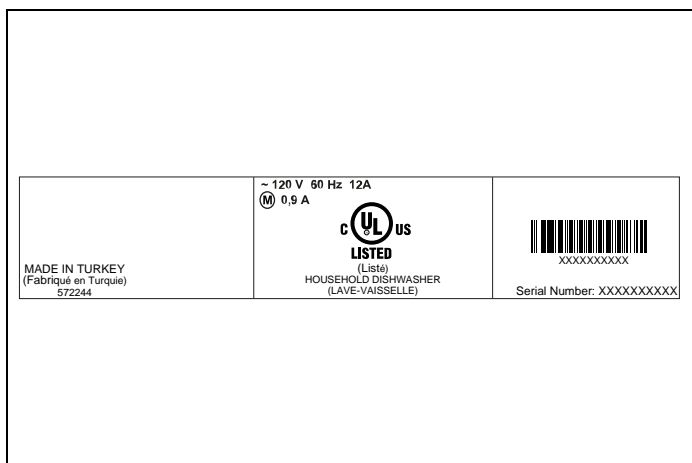 MADE IN TURKEY
(Fabriqué en Turquie)
572244
~ 120 V 60 Hz 12A
M 0,9 A
C UL US
LISTED
(Listé)
HOUSEHOLD DISHWASHER
(LAVE-VAISSELLE)
XXXXXXXXXX
Serial Number: XXXXXXXXXX